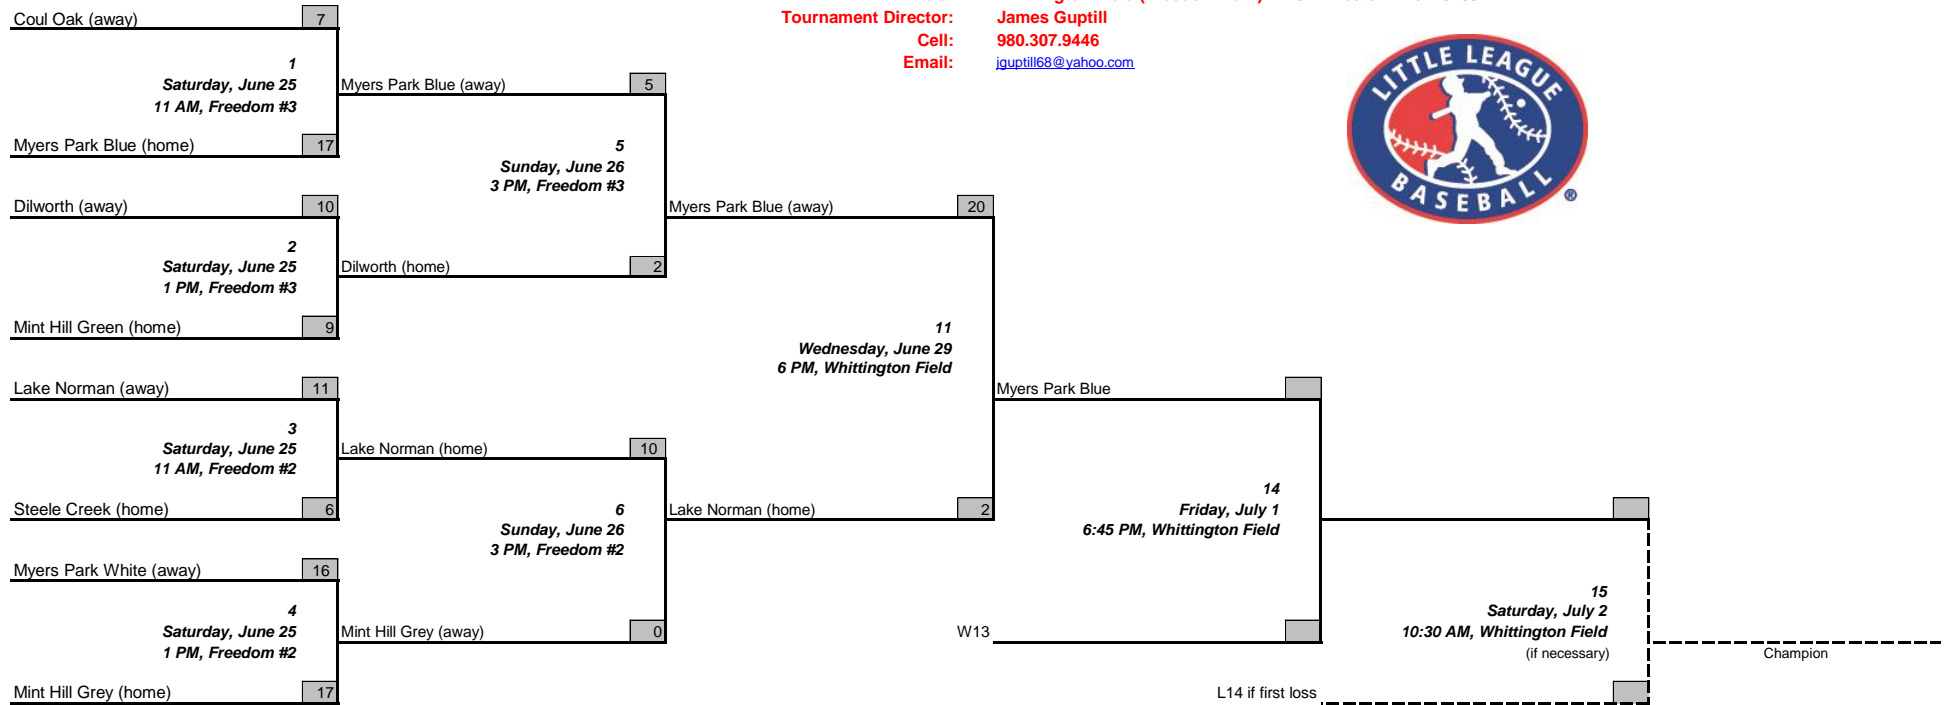 Tournament Director: James Guptill
Cell: 980.307.9446
Email: jguptill68@yahoo.com
LITTLE LEAGUE
BASEBALL
®
Coul Oak (away) 7
1
Saturday, June 25
11 AM, Freedom #3
Myers Park Blue (home) 17
Dilworth (away) 10
2
Saturday, June 25
1 PM, Freedom #3
Mint Hill Green (home) 9
Lake Norman (away) 11
3
Saturday, June 25
11 AM, Freedom #2
Steele Creek (home) 6
Myers Park White (away) 16
4
Saturday, June 25
1 PM, Freedom #2
Mint Hill Grey (home) 17
Myers Park Blue (away) 5
5
Sunday, June 26
3 PM, Freedom #3
Dilworth (home) 2
Lake Norman (home) 10
6
Sunday, June 26
3 PM, Freedom #2
Mint Hill Grey (away) 0
Myers Park Blue (away) 20
11
Wednesday, June 29
6 PM, Whittington Field
Lake Norman (home) 2
Myers Park Blue
14
Friday, July 1
6:45 PM, Whittington Field
W13
15
Saturday, July 2
10:30 AM, Whittington Field
(if necessary)
L14 if first loss
Champion